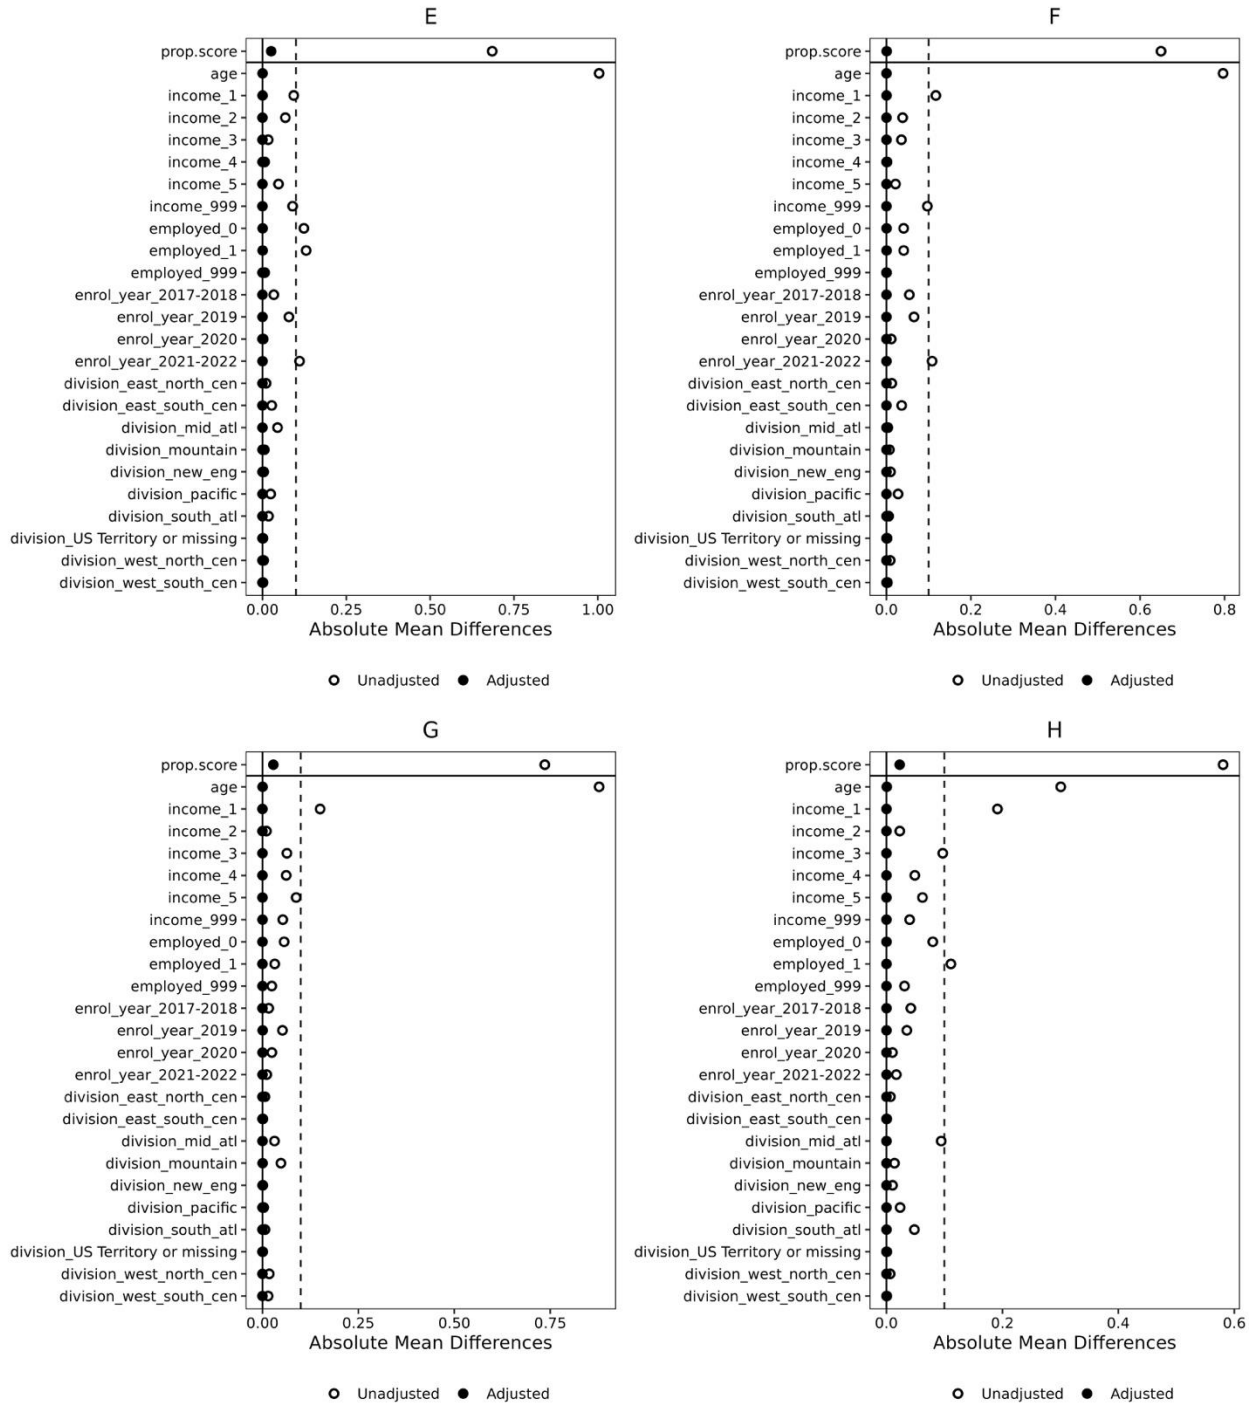 E
prop.score
age
income_1
income_2
income_3
income_4
income_5
income_999
employed_0
employed_1
employed_999
enrol_year_2017-2018
enrol_year_2019
enrol_year_2020
enrol_year_2021-2022
division_east_north_cen
division_east_south_cen
division_mid_atl
division_mountain
division_new_eng
division_pacific
division_south_atl
division_US Territory or missing
division_west_north_cen
division_west_south_cen
0.00 0.25 0.50 0.75 1.00
Absolute Mean Differences
Unadjusted Adjusted
F
prop.score
age
income_1
income_2
income_3
income_4
income_5
income_999
employed_0
employed_1
employed_999
enrol_year_2017-2018
enrol_year_2019
enrol_year_2020
enrol_year_2021-2022
division_east_north_cen
division_east_south_cen
division_mid_atl
division_mountain
division_new_eng
division_pacific
division_south_atl
division_US Territory or missing
division_west_north_cen
division_west_south_cen
0.0 0.2 0.4 0.6 0.8
Absolute Mean Differences
Unadjusted Adjusted
G
prop.score
age
income_1
income_2
income_3
income_4
income_5
income_999
employed_0
employed_1
employed_999
enrol_year_2017-2018
enrol_year_2019
enrol_year_2020
enrol_year_2021-2022
division_east_north_cen
division_east_south_cen
division_mid_atl
division_mountain
division_new_eng
division_pacific
division_south_atl
division_US Territory or missing
division_west_north_cen
division_west_south_cen
0.00 0.25 0.50 0.75
Absolute Mean Differences
Unadjusted Adjusted
H
prop.score
age
income_1
income_2
income_3
income_4
income_5
income_999
employed_0
employed_1
employed_999
enrol_year_2017-2018
enrol_year_2019
enrol_year_2020
enrol_year_2021-2022
division_east_north_cen
division_east_south_cen
division_mid_atl
division_mountain
division_new_eng
division_pacific
division_south_atl
division_US Territory or missing
division_west_north_cen
division_west_south_cen
0.0 0.2 0.4 0.6
Absolute Mean Differences
Unadjusted Adjusted